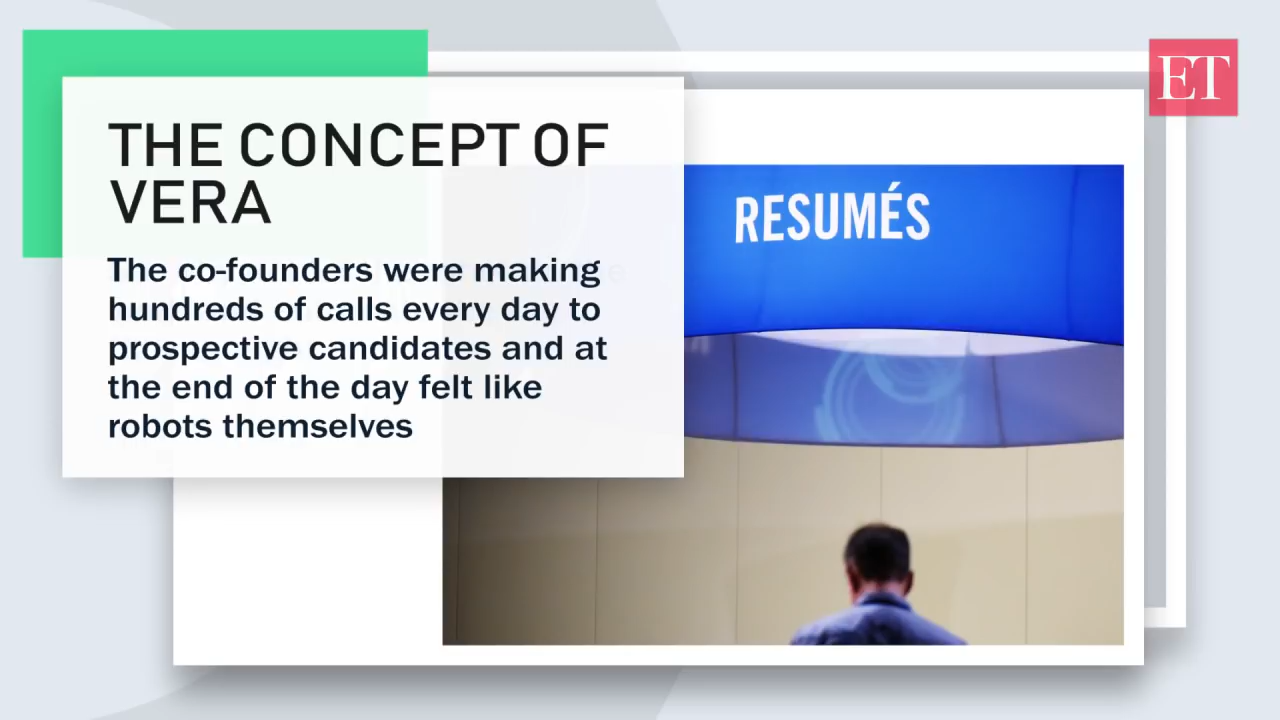 THE CONCEPT OF
VERA
The co-founders were making
hundreds of calls every day to
prospective candidates and at
the end of the day felt like
robots themselves
RESUMÉS
ET